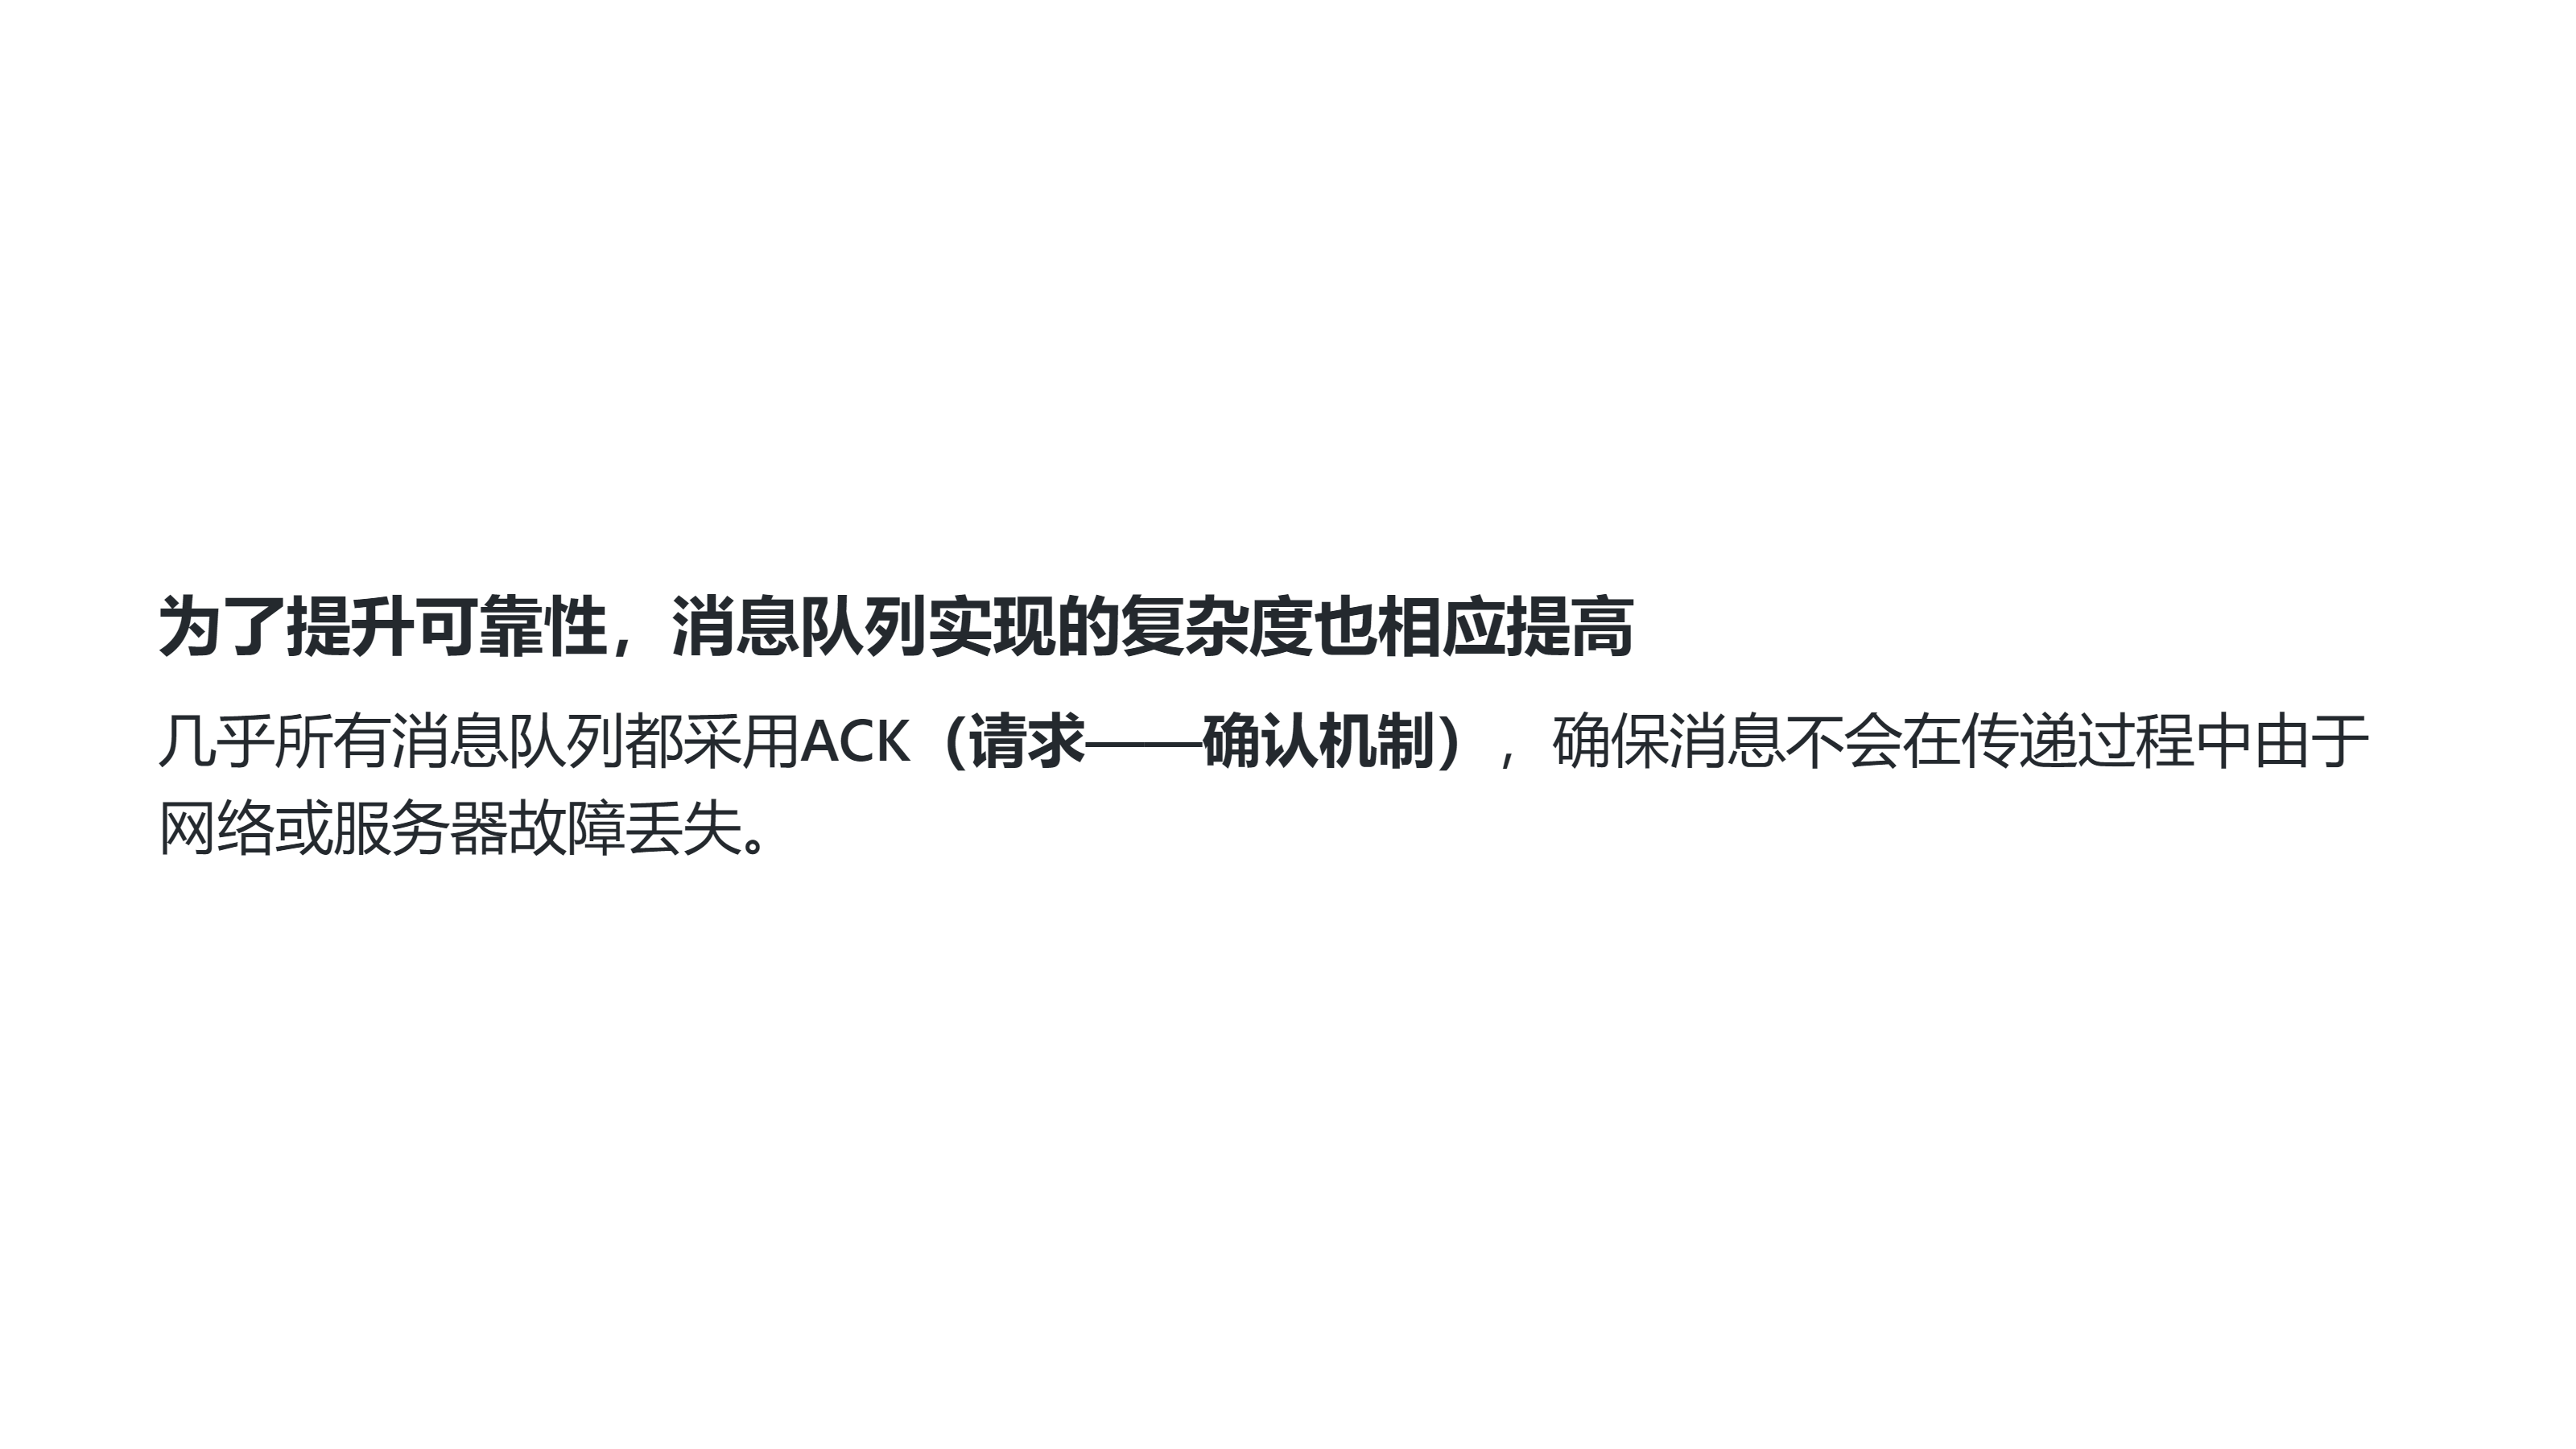 为了提升可靠性，消息队列实现的复杂度也相应提高
几乎所有消息队列都采用ACK（请求——确认机制），确保消息不会在传递过程中由于
网络或服务器故障丢失。